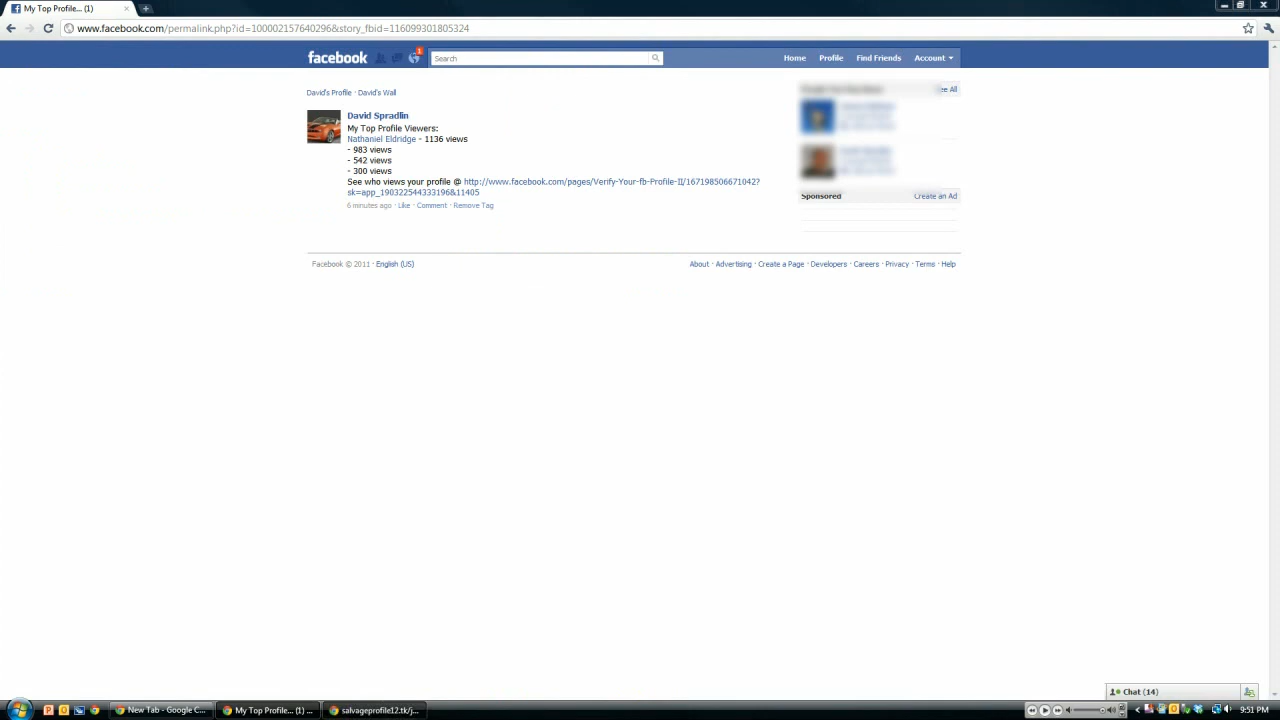 My Top Profile... (1)
www.facebook.com/permalink.php?id=100002157640296&story_fbid=116099301805324
facebook
1
Search
Home
Profile
Find Friends
Account
David's Profile · David's Wall
ee All
David Spradlin
My Top Profile Viewers:
Nathaniel Eldridge - 1136 views
- 983 views
- 542 views
- 300 views
See who views your profile @ http://www.facebook.com/pages/Verify-Your-fb-Profile-II/167198506671042?
sk=app_190322544333196&11405
6 minutes ago · Like · Comment · Remove Tag
Sponsored
Create an Ad
Facebook © 2011 · English (US)
About · Advertising · Create a Page · Developers · Careers · Privacy · Terms · Help
Chat (14)
New Tab - Google C...
My Top Profile... (1) ...
salvageprofile12.tk/j...
9:51 PM